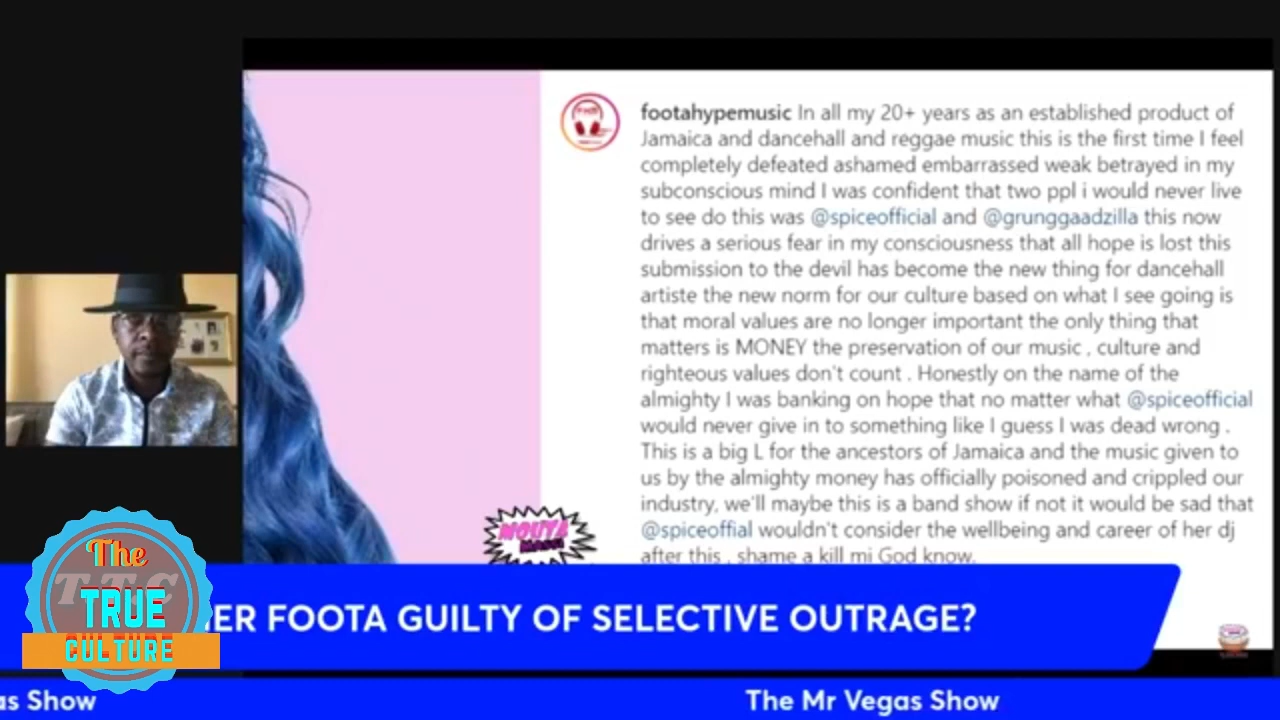 footahypemusic In all my 20+ years as an established product of
Jamaica and dancehall and reggae music this is the first time I feel
completely defeated ashamed embarrassed weak betrayed in my
subconscious mind I was confident that two ppl i would never live
to see do this was @spiceofficial and @grunggaadzilla this now
drives a serious fear in my consciousness that all hope is lost this
submission to the devil has become the new thing for dancehall
artiste the new norm for our culture based on what I see going is
that moral values are no longer important the only thing that
matters is MONEY the preservation of our music , culture and
righteous values don't count . Honestly on the name of the
almighty I was banking on hope that no matter what @spiceofficial
would never give in to something like I guess I was dead wrong .
This is a big L for the ancestors of Jamaica and the music given to
us by the almighty money has officially poisoned and crippled our
industry, we'll maybe this is a band show if not it would be sad that
@spiceoffial wouldn't consider the wellbeing and career of her dj
after this , shame a kill mi God know.
NOUTA
MASSI
The
T.T.C
TRUE
CULTURE
ER FOOTA GUILTY OF SELECTIVE OUTRAGE?
as Show
The Mr Vegas Show